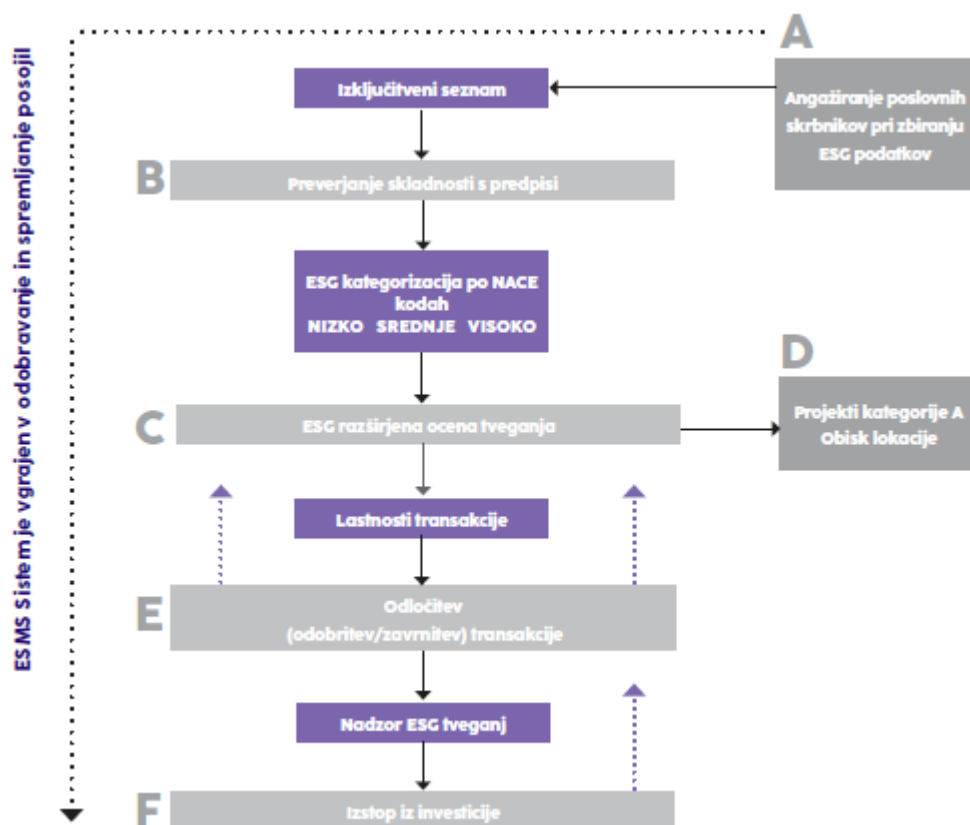 ESMS Sistem je vgrajen v odobravanje in spremljanje posojil
A
Angažiranje poslovnih
skrbnikov pri zbiranju
ESG podatkov
Izključitveni seznam
B
Preverjanje skladnosti s predpisi
ESG kategorizacija po NACE
kodah
NIZKO SREDNJE VISOKO
C
ESG razširjena ocena tveganja
D
Projekti kategorije A
Obisk lokacije
Lastnosti transakcije
E
Odločitev
(odobritev/zavrnitev) transakcije
Nadzor ESG tveganj
F
Izstop iz investicije